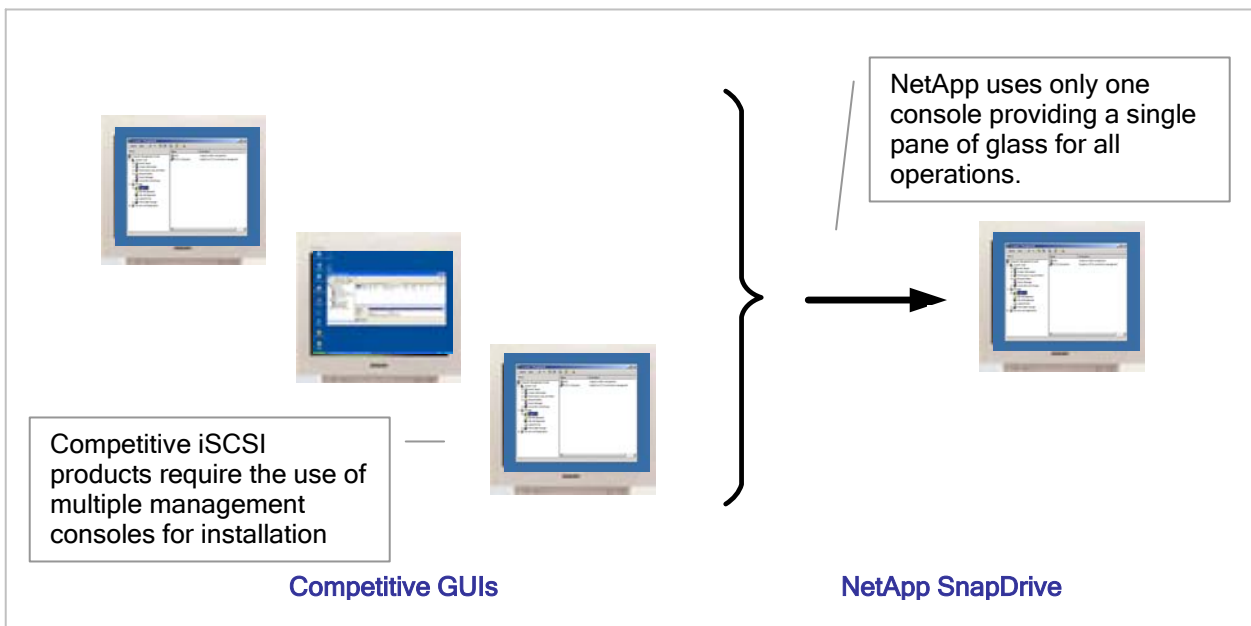 NetApp uses only one
console providing a single
pane of glass for all
operations.
Competitive iSCSI
products require the use of
multiple management
consoles for installation
Competitive GUIs
NetApp SnapDrive